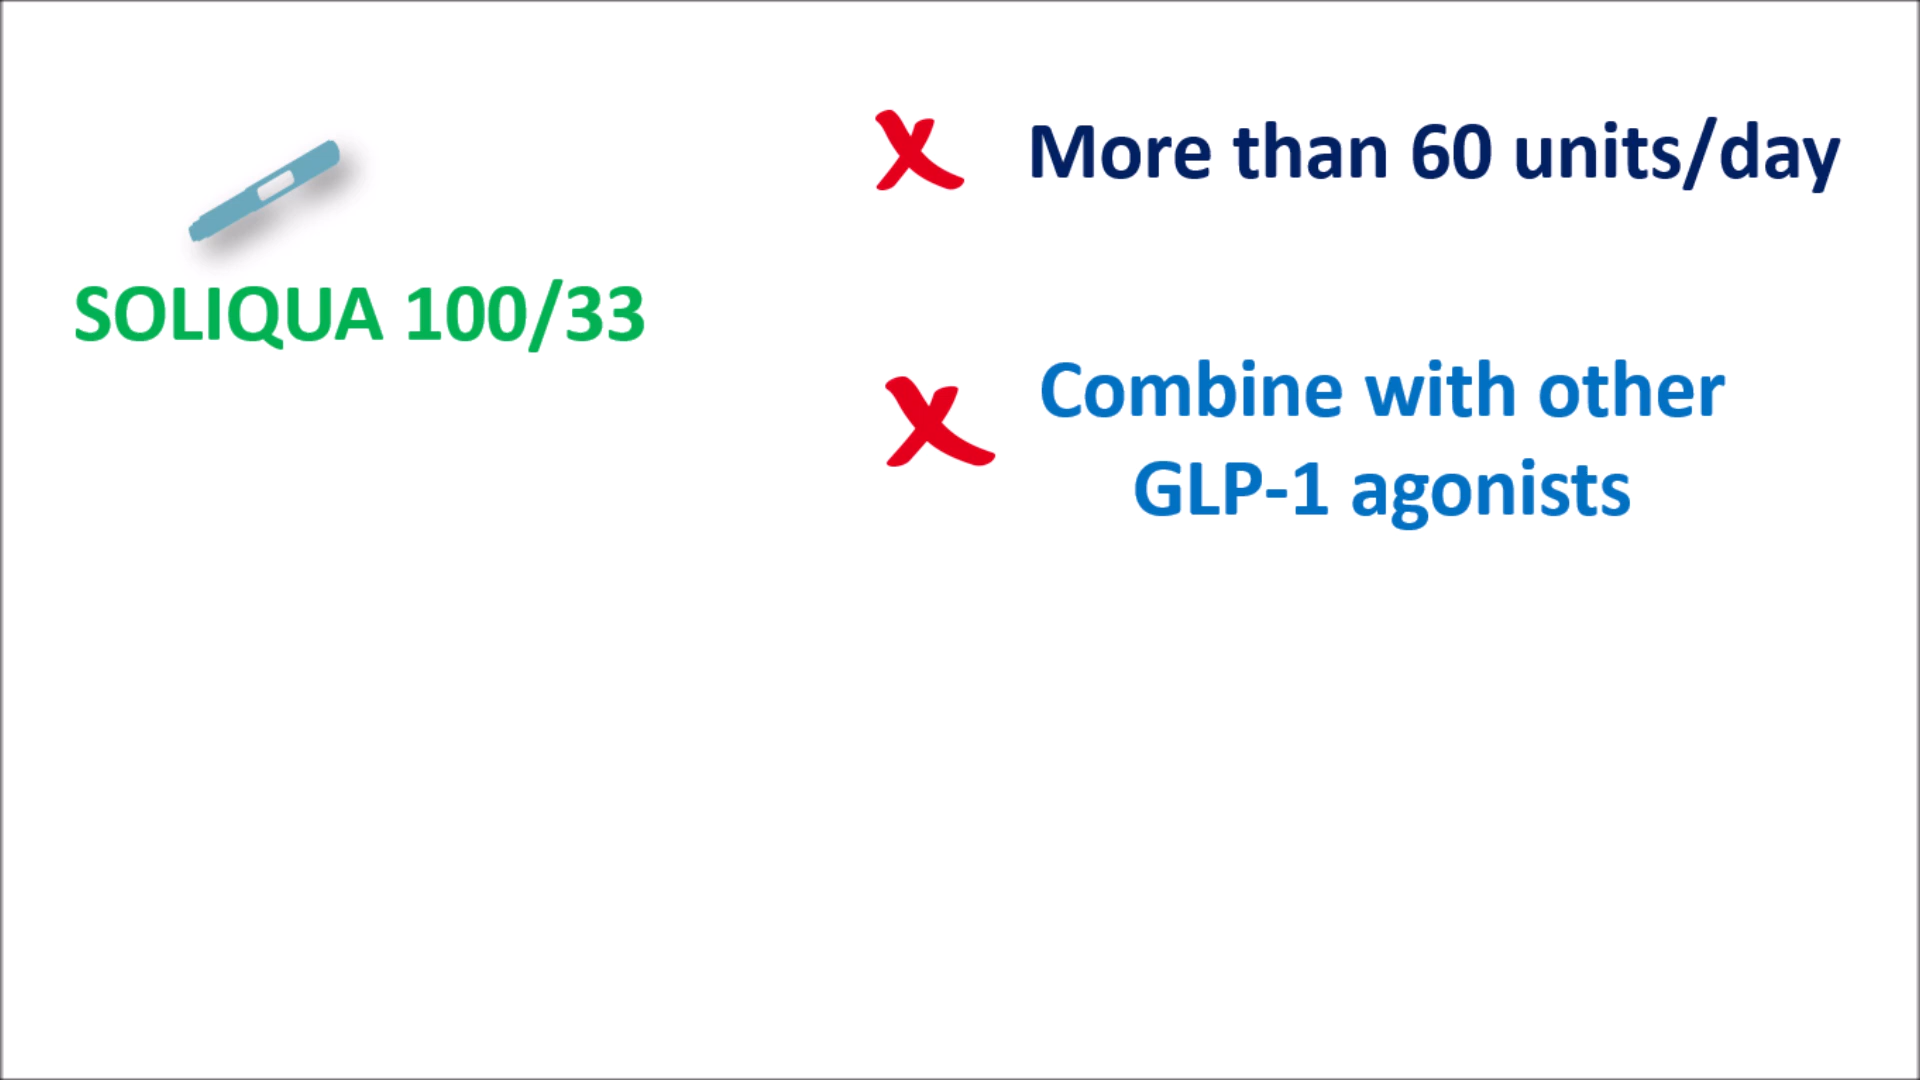 SOLIQUA 100/33
More than 60 units/day
Combine with other
GLP-1 agonists